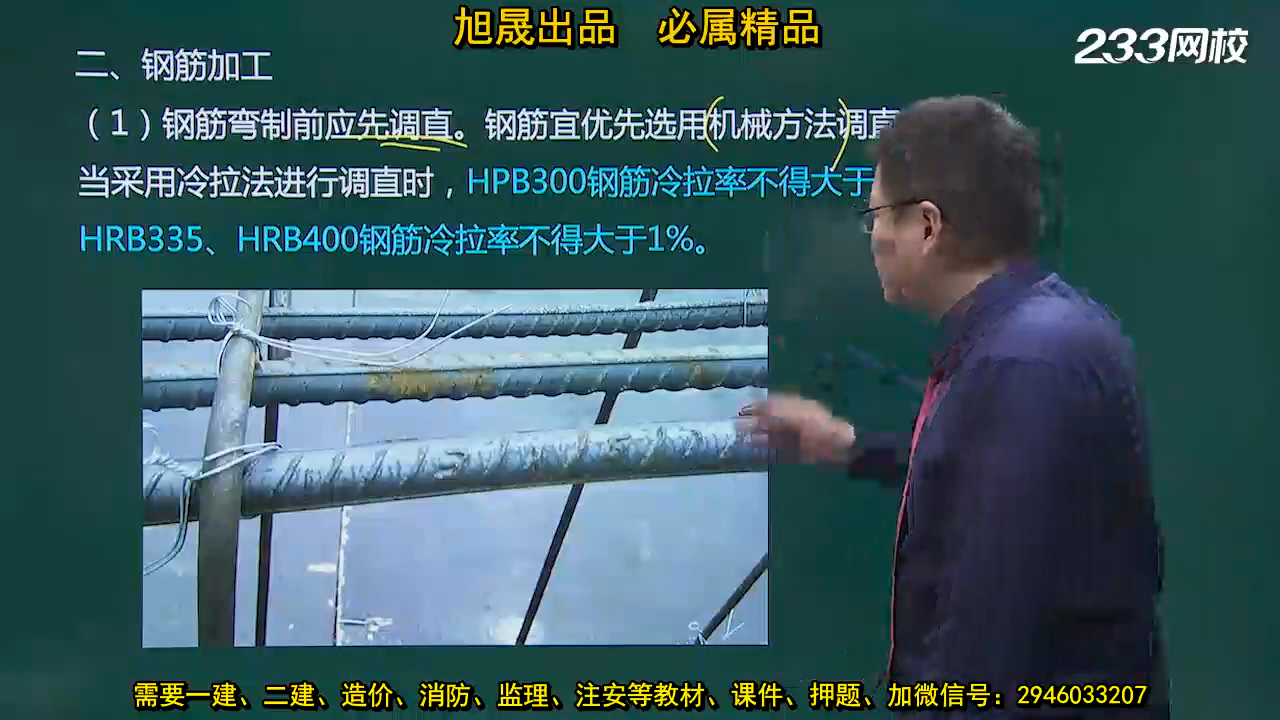 旭晟出品 必属精品
233网校
二、钢筋加工
（1）钢筋弯制前应先调直。钢筋宜优先选用机械方法调直
当采用冷拉法进行调直时，HPB300钢筋冷拉率不得大于
HRB335、HRB400钢筋冷拉率不得大于1%。
需要一建、二建、造价、消防、监理、注安等教材、课件、押题、加微信号：2946033207